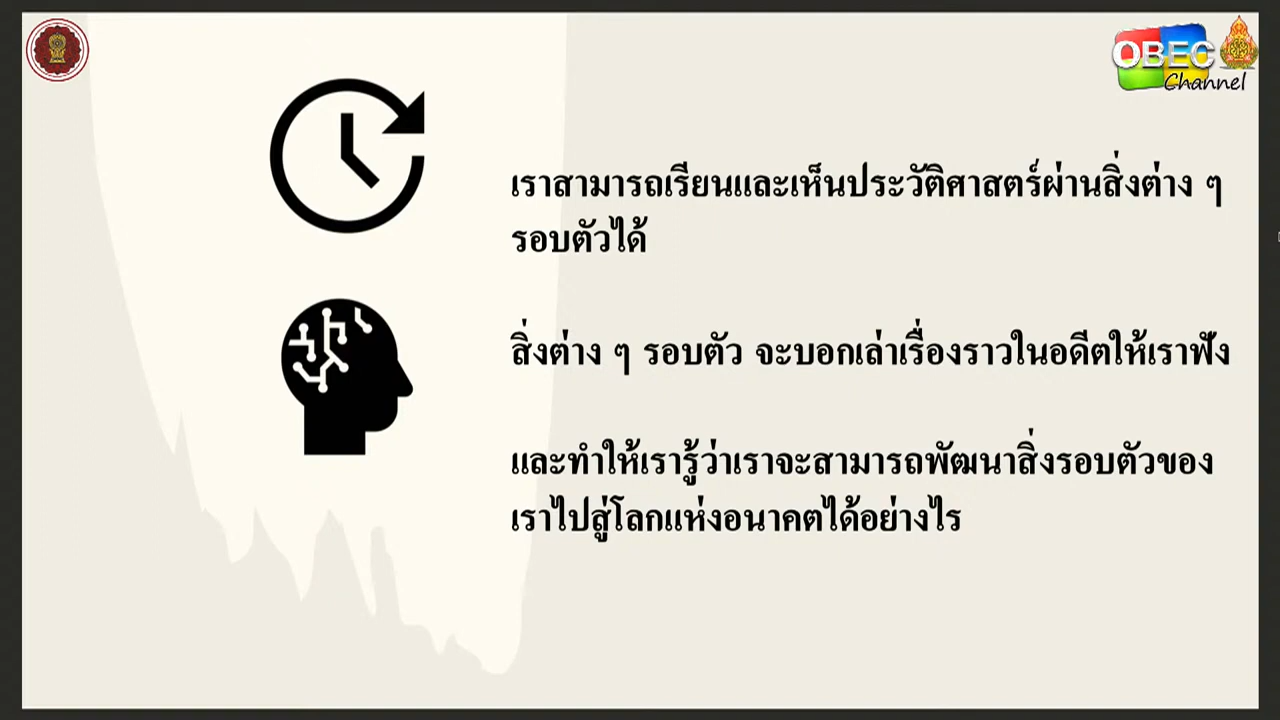 OBEC
Channel
เราสามารถเรียนและเห็นประวัติศาสตร์ผ่านสิ่งต่าง ๆ
รอบตัวได้
สิ่งต่าง ๆ รอบตัว จะบอกเล่าเรื่องราวในอดีตให้เราฟัง
และทำให้เรารู้ว่าเราจะสามารถพัฒนาสิ่งรอบตัวของ
เราไปสู่โลกแห่งอนาคตได้อย่างไร